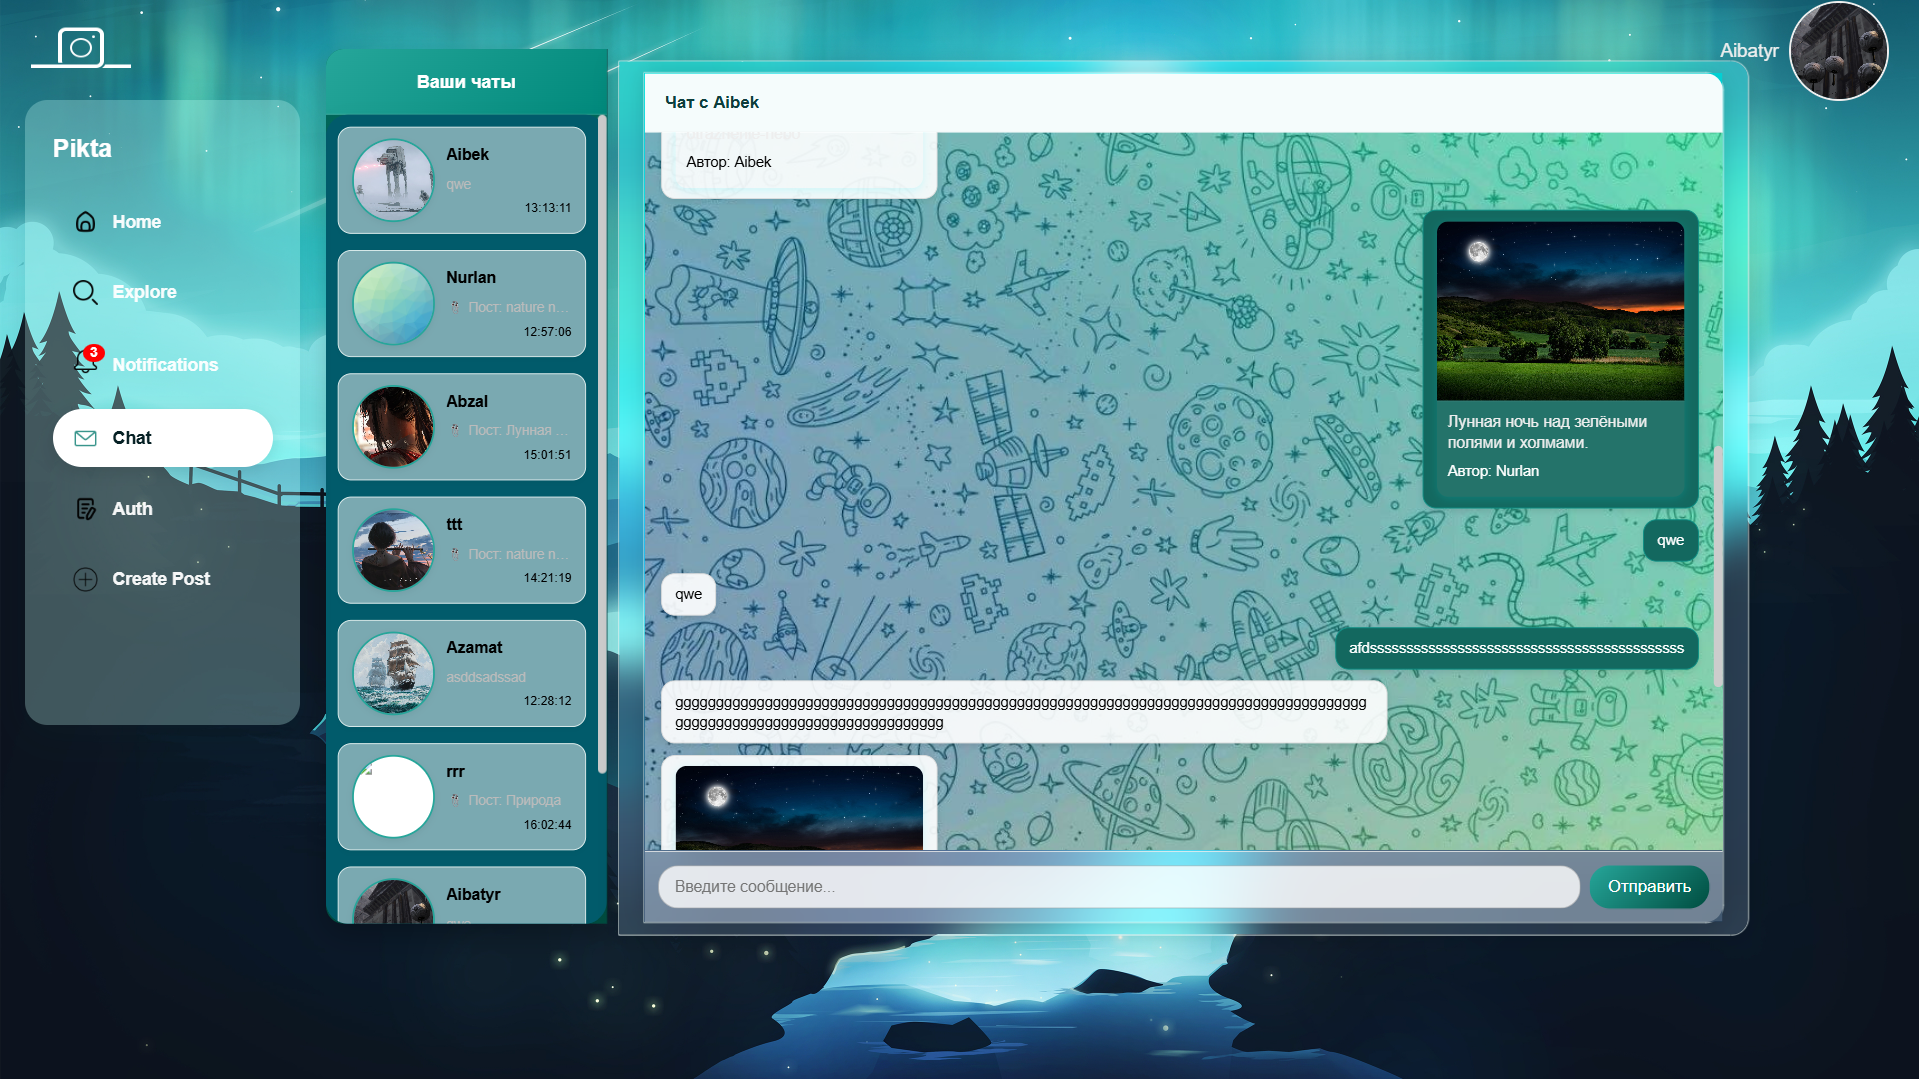 Aibatyr
Pikta
Home
Explore
3
Notifications
Chat
Auth
Create Post
Ваши чаты
Aibek
qwe
13:13:11
Nurlan
Пост: nature n...
12:57:06
Abzal
Пост: Лунная ...
15:01:51
ttt
Пост: nature n...
14:21:19
Azamat
asddsadssad
12:28:12
rrr
Пост: Природа
16:02:44
Aibatyr
Чат с Aibek
Автор: Aibek
Лунная ночь над зелёными
полями и холмами.
Автор: Nurlan
qwe
qwe
Введите сообщение...
Отправить